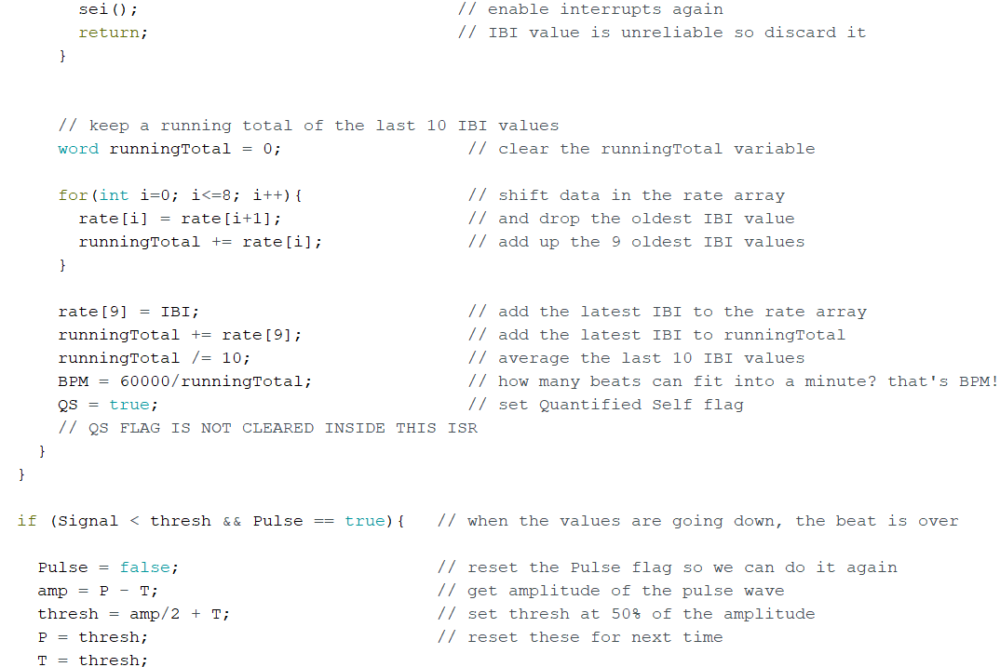 sei(); // enable interrupts again
return; // IBI value is unreliable so discard it
}
// keep a running total of the last 10 IBI values
word runningTotal = 0; // clear the runningTotal variable
for(int i=0; i<=8; i++){ // shift data in the rate array
rate[i] = rate[i+1]; // and drop the oldest IBI value
runningTotal += rate[i]; // add up the 9 oldest IBI values
}
rate[9] = IBI; // add the latest IBI to the rate array
runningTotal += rate[9]; // add the latest IBI to runningTotal
runningTotal /= 10; // average the last 10 IBI values
BPM = 60000/runningTotal; // how many beats can fit into a minute? that's BPM!
QS = true; // set Quantified Self flag
// QS FLAG IS NOT CLEARED INSIDE THIS ISR
}
}
if (Signal < thresh && Pulse == true){ // when the values are going down, the beat is over
Pulse = false; // reset the Pulse flag so we can do it again
amp = P - T; // get amplitude of the pulse wave
thresh = amp/2 + T; // set thresh at 50% of the amplitude
P = thresh; // reset these for next time
T = thresh;